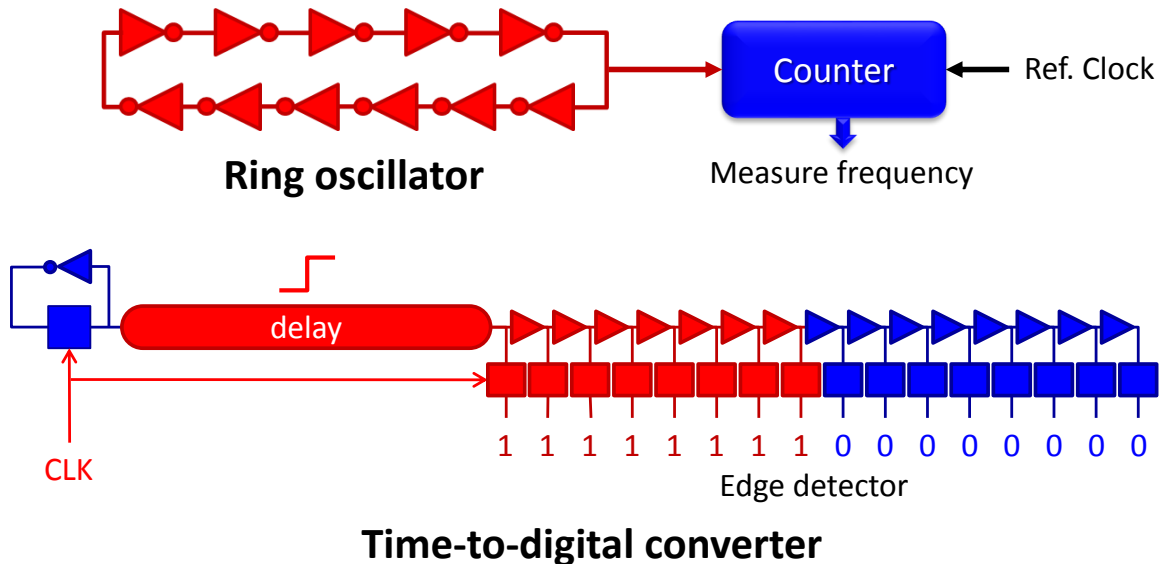 Counter
Ref. Clock
Ring oscillator
Measure frequency
delay
1 1 1 1 1 1 1 1 0 0 0 0 0 0 0 0
CLK
Edge detector
Time-to-digital converter